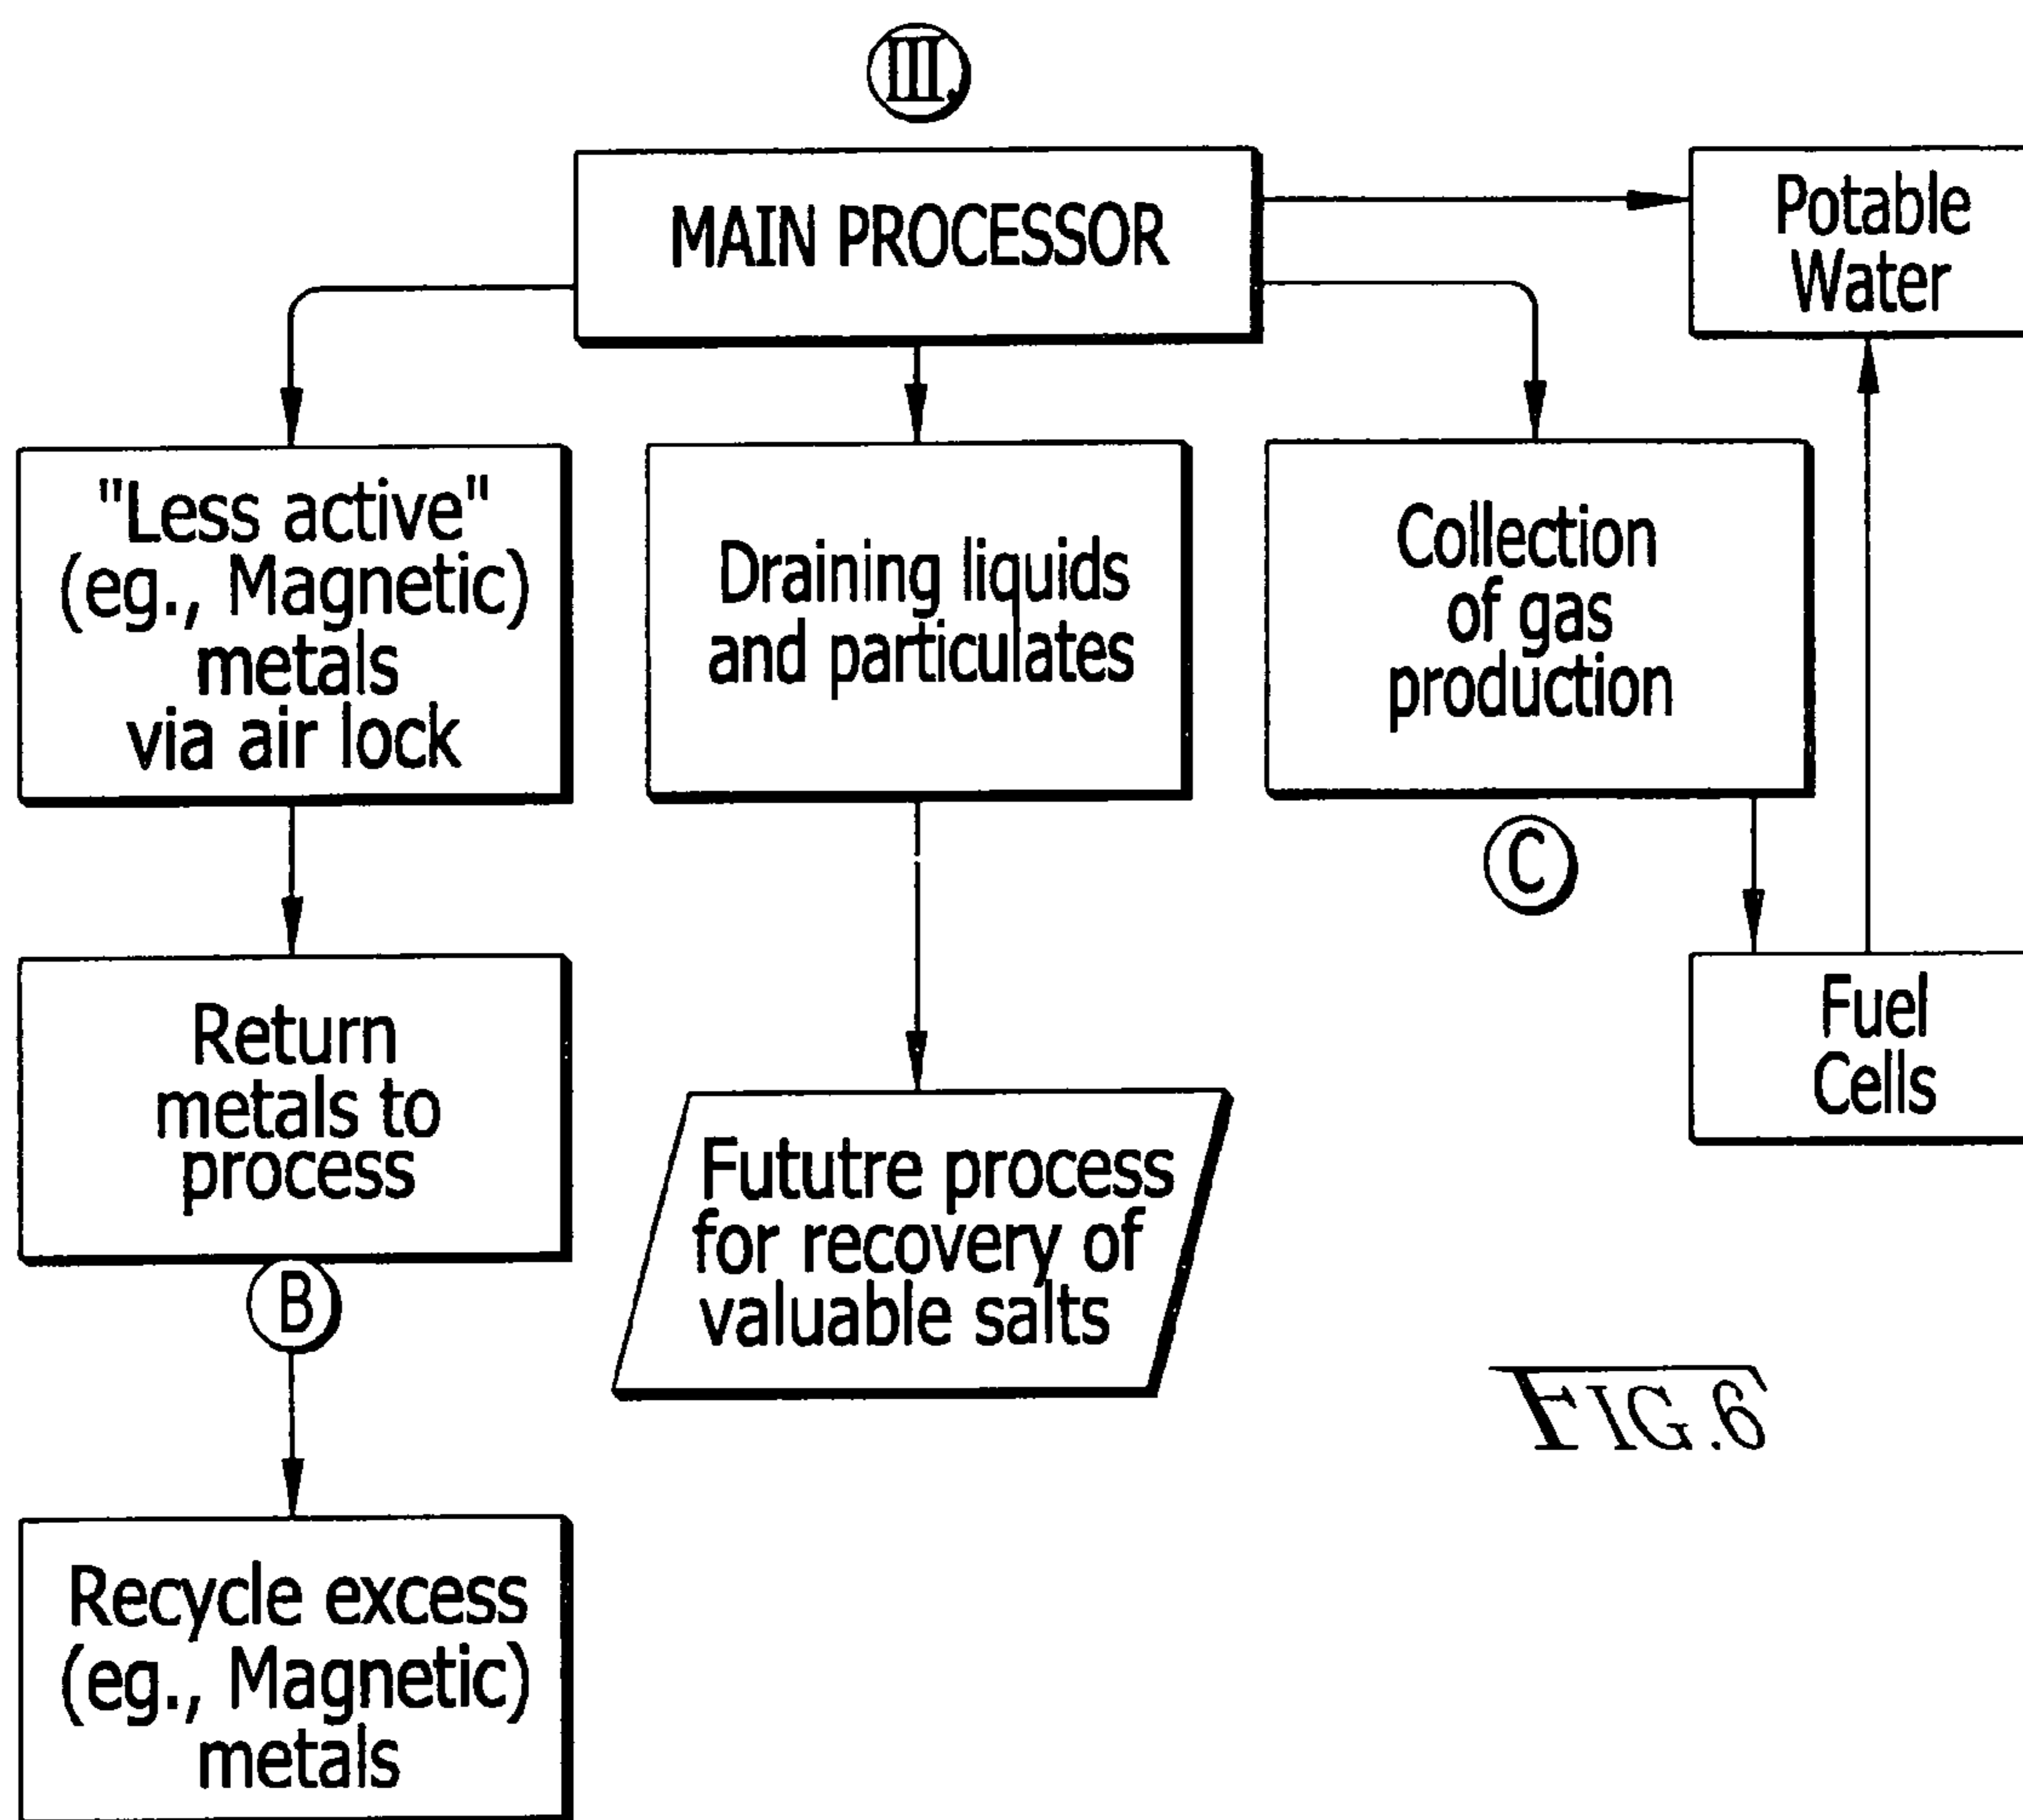 III.
MAIN PROCESSOR
Potable
Water
"Less active"
(eg., Magnetic)
metals
via air lock
Draining liquids
and particulates
Collection
of gas
production
C
Return
metals to
process
Fuel
Cells
B
Fututre process
for recovery of
valuable salts
FIG.6
Recycle excess
(eg., Magnetic)
metals